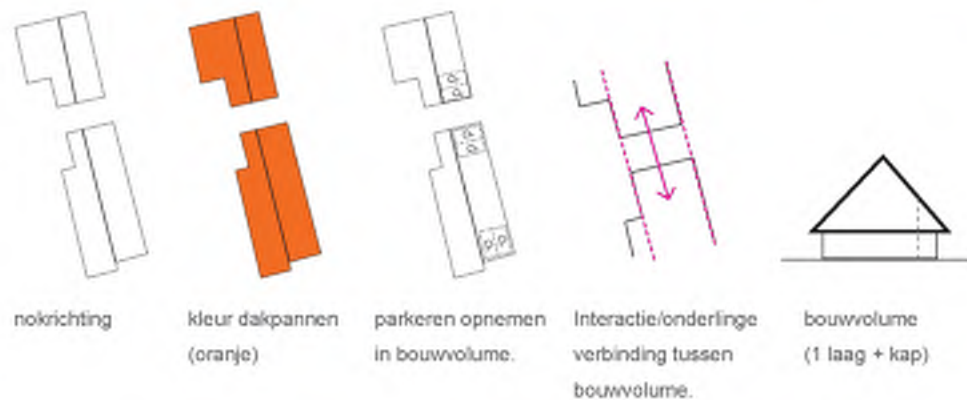 P
P
P
P
P P
nokrichting
kleur dakpannen
(oranje)
parkeren opnemen
in bouwvolume.
Interactie/onderlinge
verbinding tussen
bouwvolume.
bouwvolume
(1 laag + kap)